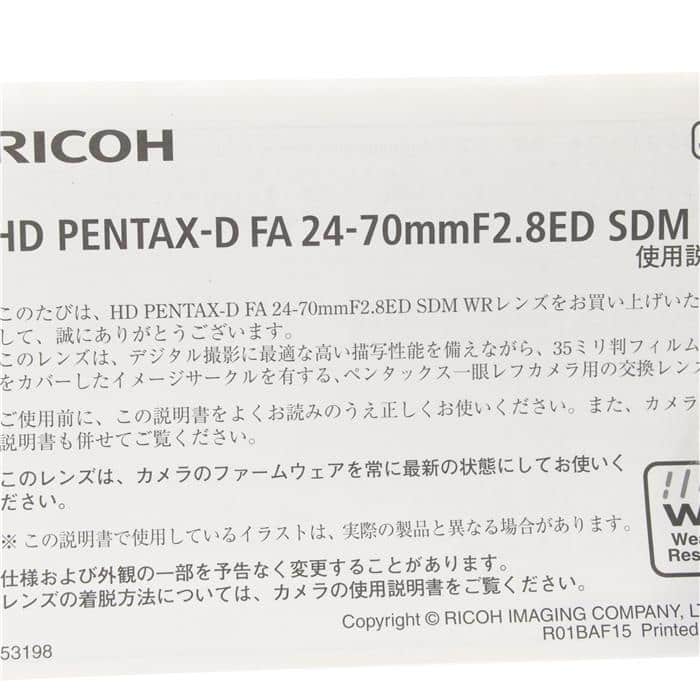 RICOH
HD PENTAX-D FA 24-70mmF2.8ED SDM
使用説
このたびは、HD PENTAX-D FA 24-70mmF2.8ED SDM WRレンズをお買い上げいた
して、誠にありがとうございます。
このレンズは、デジタル撮影に最適な高い描写性能を備えながら、35ミリ判フィルム
をカバーしたイメージサークルを有する、ペンタックス一眼レフカメラ用の交換レンズ
ご使用前に、この説明書をよくお読みのうえ正しくお使いください。また、カメラ
説明書も併せてご覧ください。
このレンズは、カメラのファームウェアを常に最新の状態にしてお使いく
ださい。
※ この説明書で使用しているイラストは、実際の製品と異なる場合があります。
仕様および外観の一部を予告なく変更することがあります。
レンズの着脱方法については、カメラの使用説明書をご覧ください。
W
Wea
Resi
Copyright © RICOH IMAGING COMPANY, LT
R01BAF15 Printed
53198